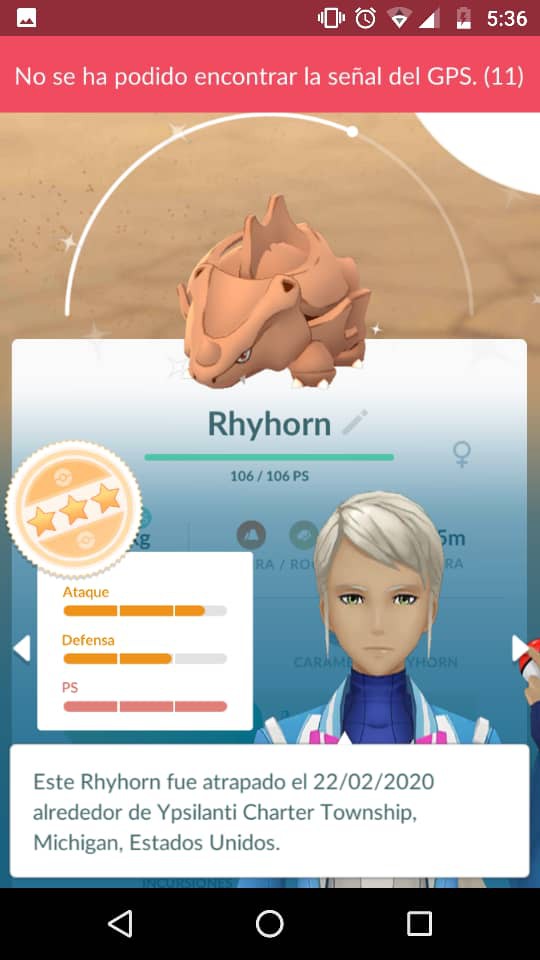 5:36
No se ha podido encontrar la señal del GPS. (11)
Rhyhorn
106 / 106 PS
kg
5m
RA / RO
RA
Ataque
Defensa
PS
CARAME
YHORN
Este Rhyhorn fue atrapado el 22/02/2020
alrededor de Ypsilanti Charter Township,
Michigan, Estados Unidos.
INCURSIONES